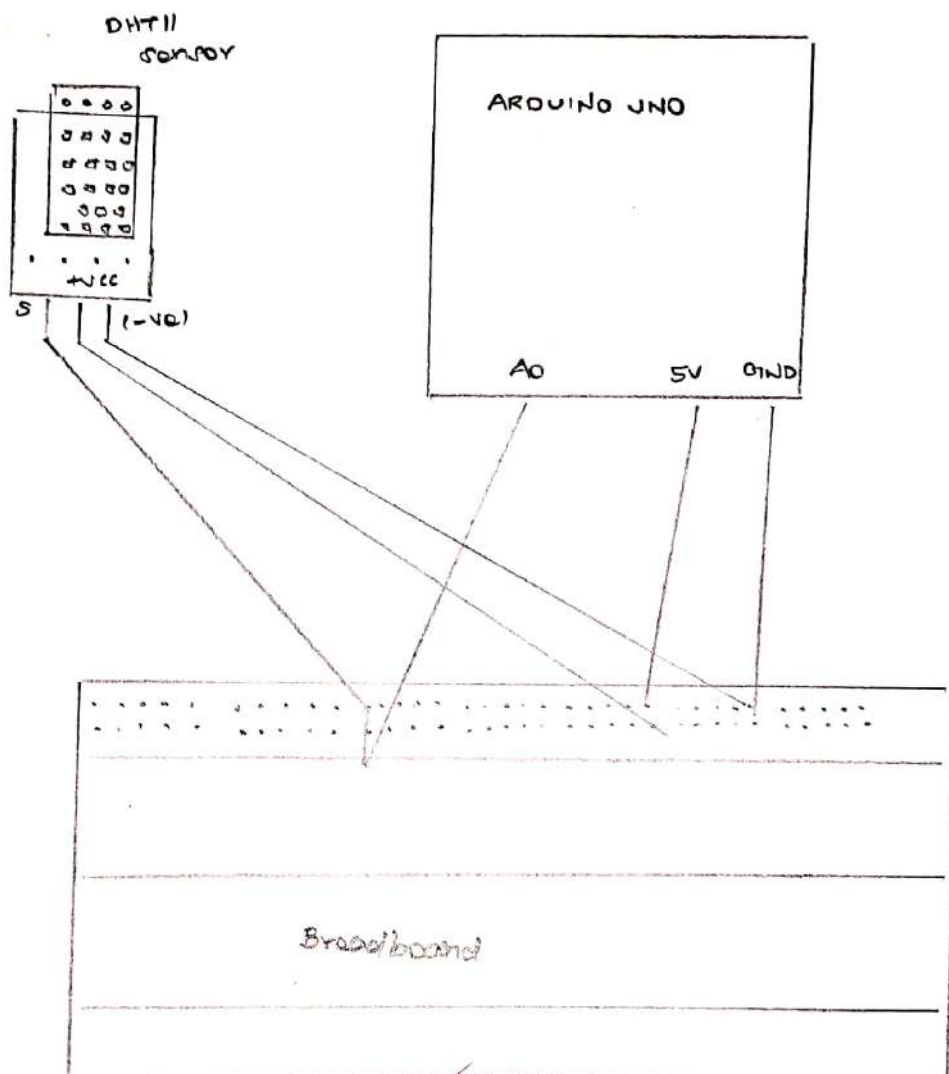 DHT11
sensor
ARDUINO UNO
+VCC
S
(-ve)
A0
5V
GND
Breadboard